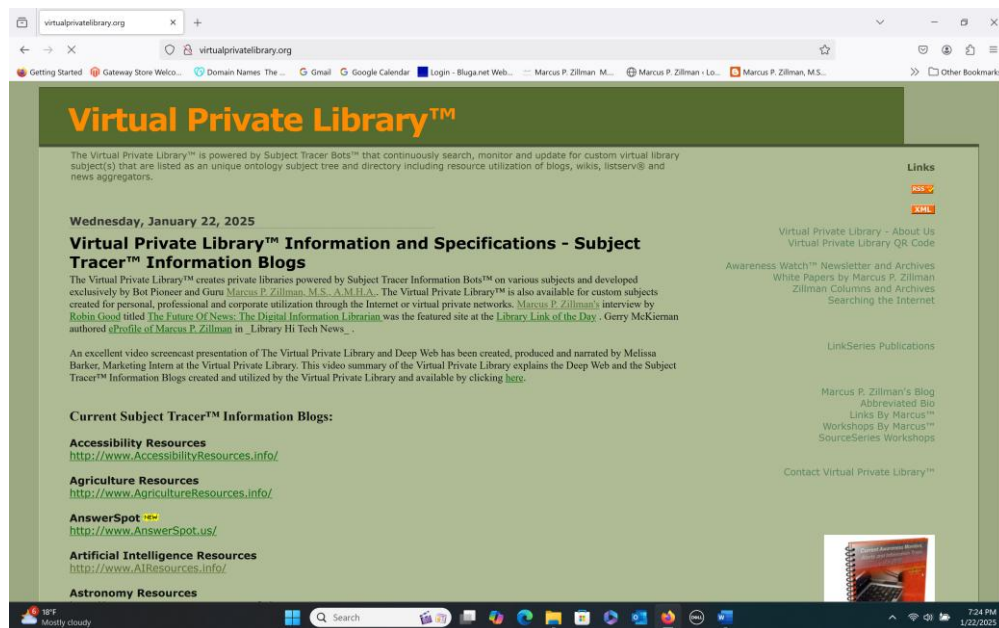 virtualprivatelibrary.org
virtualprivatelibrary.org
Getting Started Gateway Store Welco... Domain Names The ... Gmail Google Calendar Login - Bluga.net Web... Marcus P. Zillman M... Marcus P. Zillman ‹ Lo... Marcus P. Zillman, M.S... Other Bookmarks
Virtual Private Library™
The Virtual Private Library™ is powered by Subject Tracer Bots™ that continuously search, monitor and update for custom virtual library
subject(s) that are listed as an unique ontology subject tree and directory including resource utilization of blogs, wikis, listserv® and
news aggregators.
Wednesday, January 22, 2025
Virtual Private Library™ Information and Specifications - Subject
Tracer™ Information Blogs
The Virtual Private Library™ creates private libraries powered by Subject Tracer Information Bots™ on various subjects and developed
exclusively by Bot Pioneer and Guru Marcus P. Zillman, M.S., A.M.H.A.. The Virtual Private Library™ is also available for custom subjects
created for personal, professional and corporate utilization through the Internet or virtual private networks. Marcus P. Zillman's interview by
Robin Good titled The Future Of News: The Digital Information Librarian was the featured site at the Library Link of the Day . Gerry McKiernan
authored eProfile of Marcus P. Zillman in _Library Hi Tech News_ .
An excellent video screencast presentation of The Virtual Private Library and Deep Web has been created, produced and narrated by Melissa
Barker, Marketing Intern at the Virtual Private Library. This video summary of the Virtual Private Library explains the Deep Web and the Subject
Tracer™ Information Blogs created and utilized by the Virtual Private Library and available by clicking here.
Current Subject Tracer™ Information Blogs:
Accessibility Resources
http://www.AccessibilityResources.info/
Agriculture Resources
http://www.AgricultureResources.info/
AnswerSpot NEW
http://www.AnswerSpot.us/
Artificial Intelligence Resources
http://www.AIResources.info/
Astronomy Resources
Links
RSS
XML
Virtual Private Library - About Us
Virtual Private Library QR Code
Awareness Watch™ Newsletter and Archives
White Papers by Marcus P. Zillman
Zillman Columns and Archives
Searching the Internet
LinkSeries Publications
Marcus P. Zillman's Blog
Abbreviated Bio
Links By Marcus™
Workshops By Marcus™
SourceSeries Workshops
Contact Virtual Private Library™
6
18°F
Mostly cloudy
Search
7:24 PM
1/22/2025